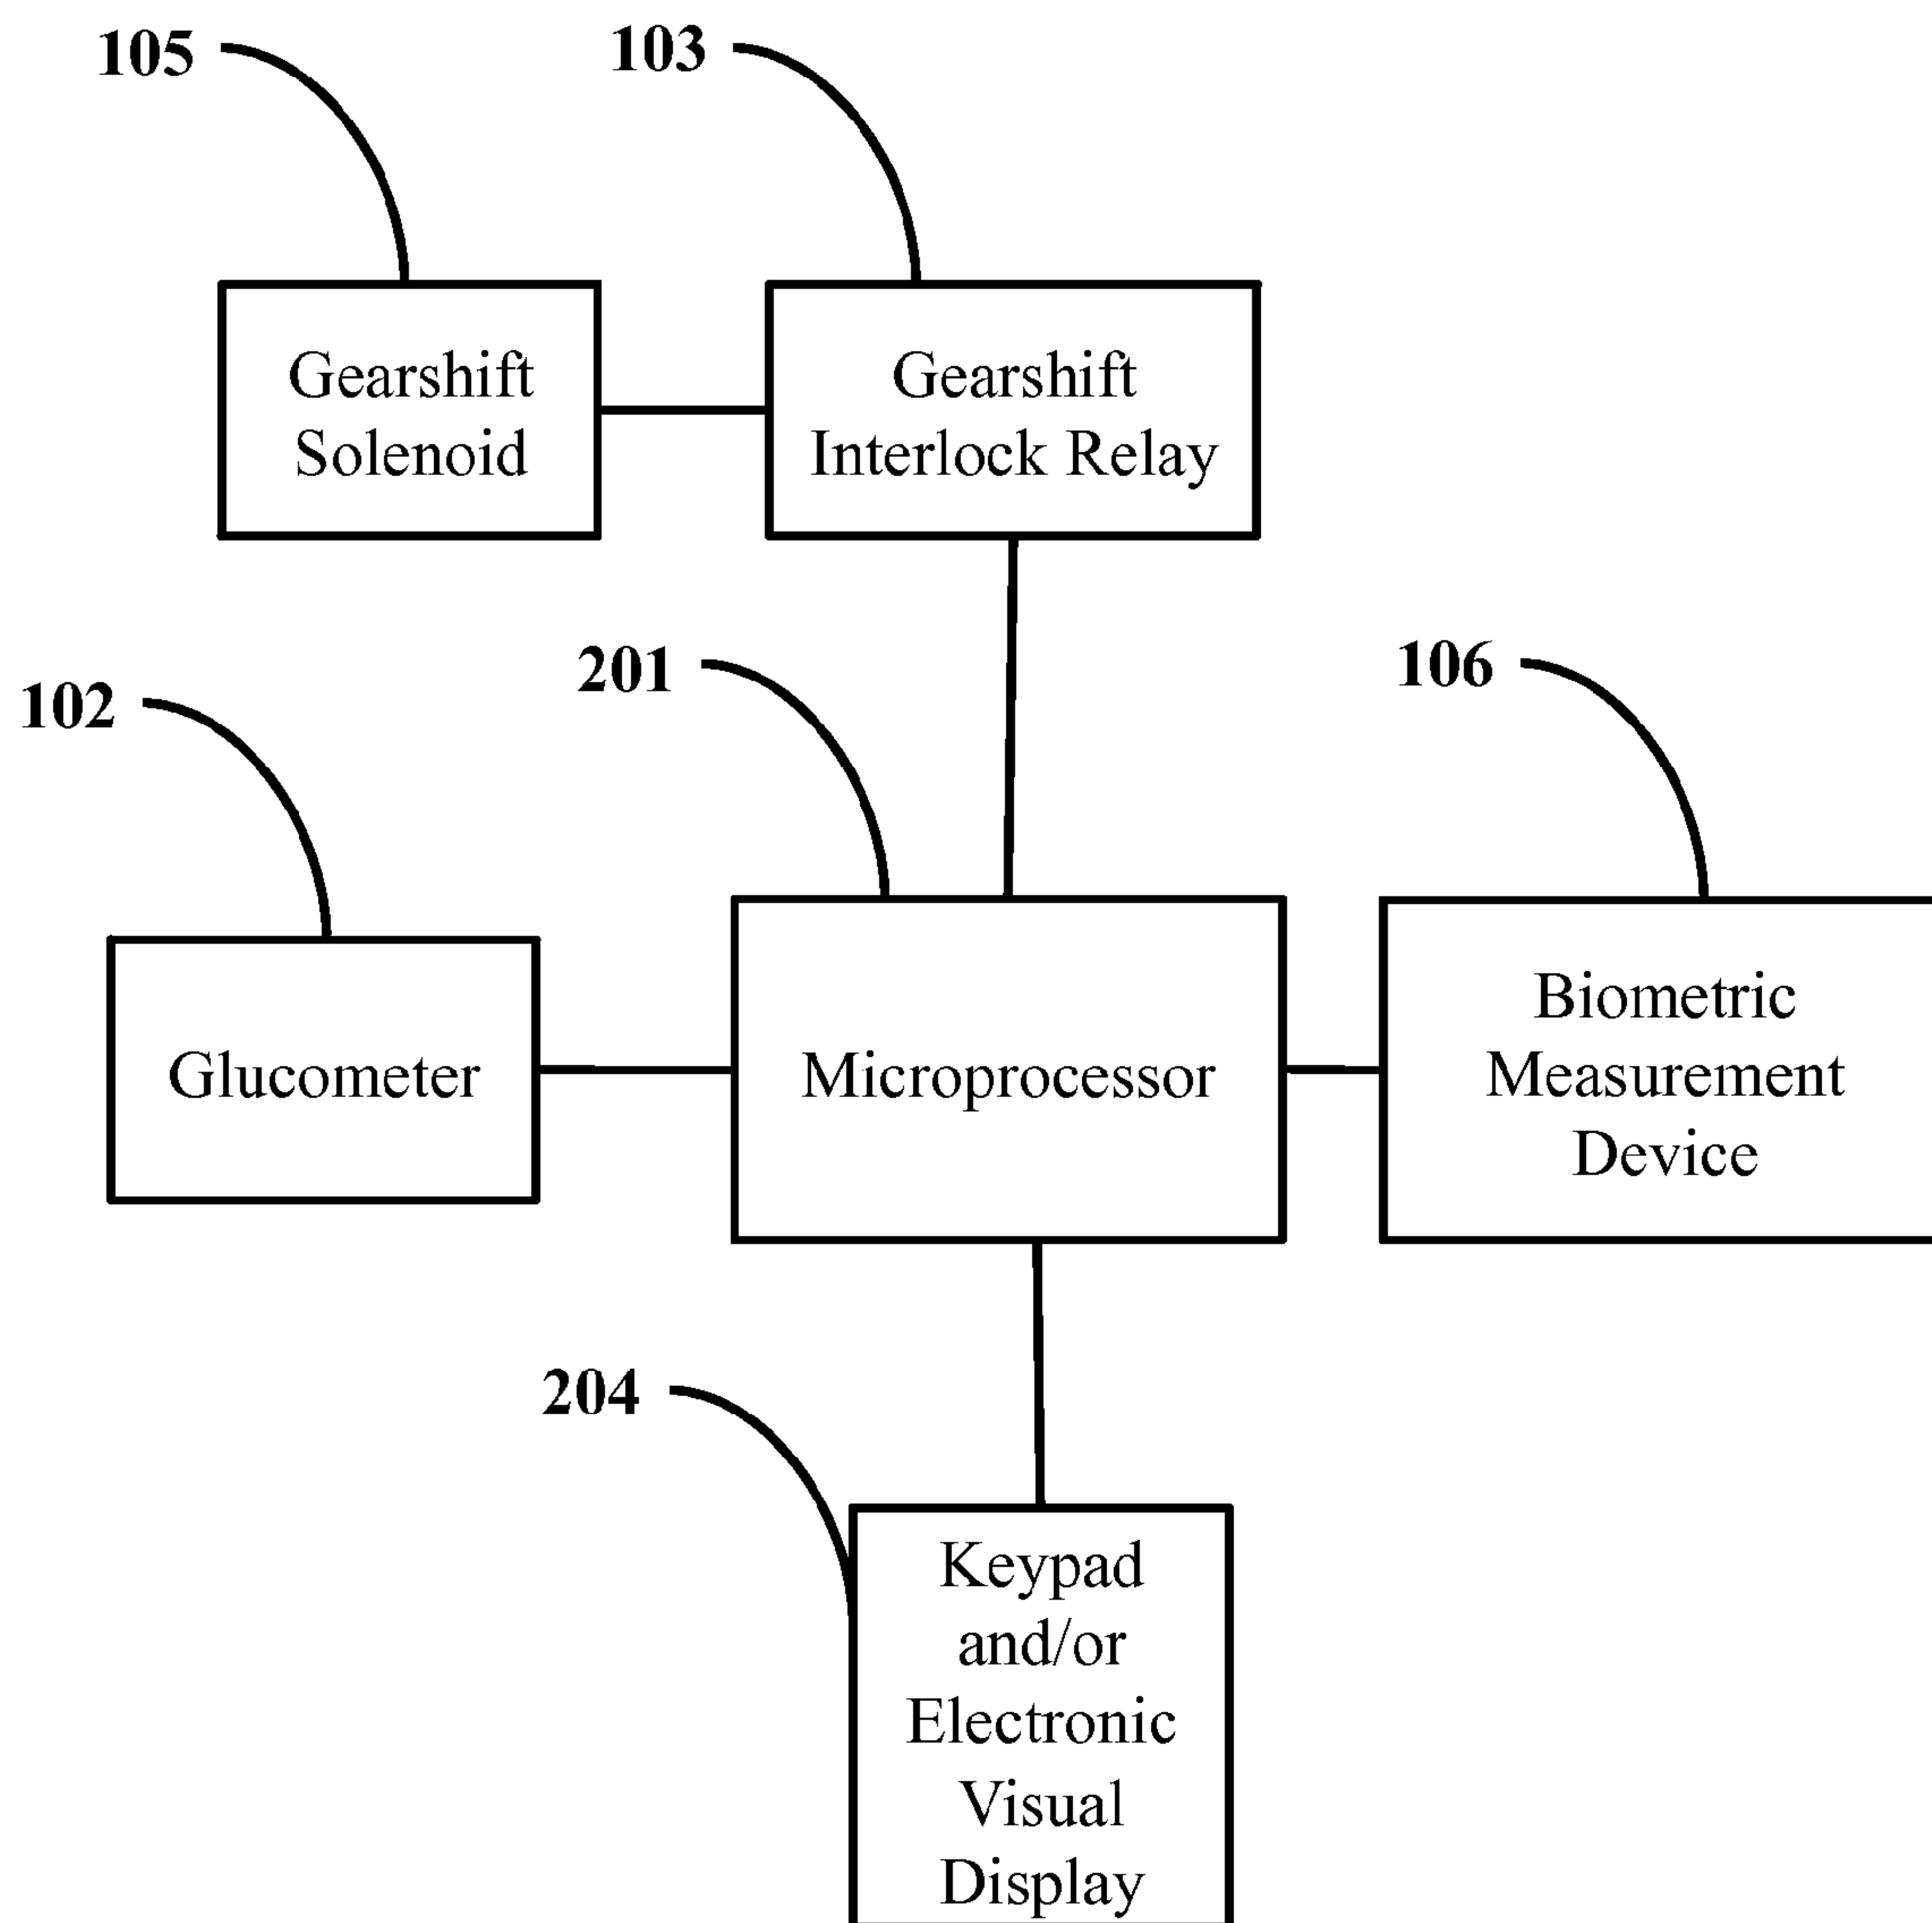 105
103
Gearshift
Solenoid
Gearshift
Interlock Relay
201
106
102
Glucometer
Microprocessor
Biometric
Measurement
Device
204
Keypad
and/or
Electronic
Visual
Display